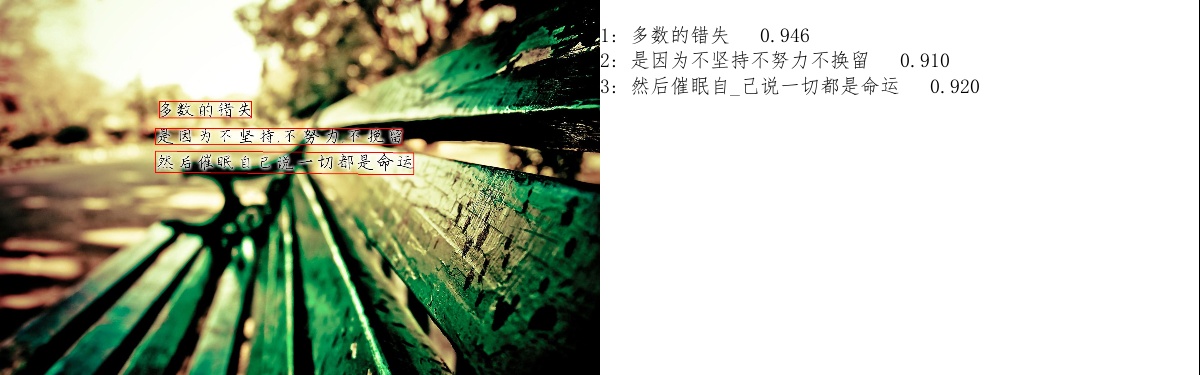 多数的错失
是因为不坚持,不努力,不挽留
然后催眠自己说一切都是命运
1: 多数的错失 0.946
2: 是因为不坚持不努力不换留 0.910
3: 然后催眠自_己说一切都是命运 0.920